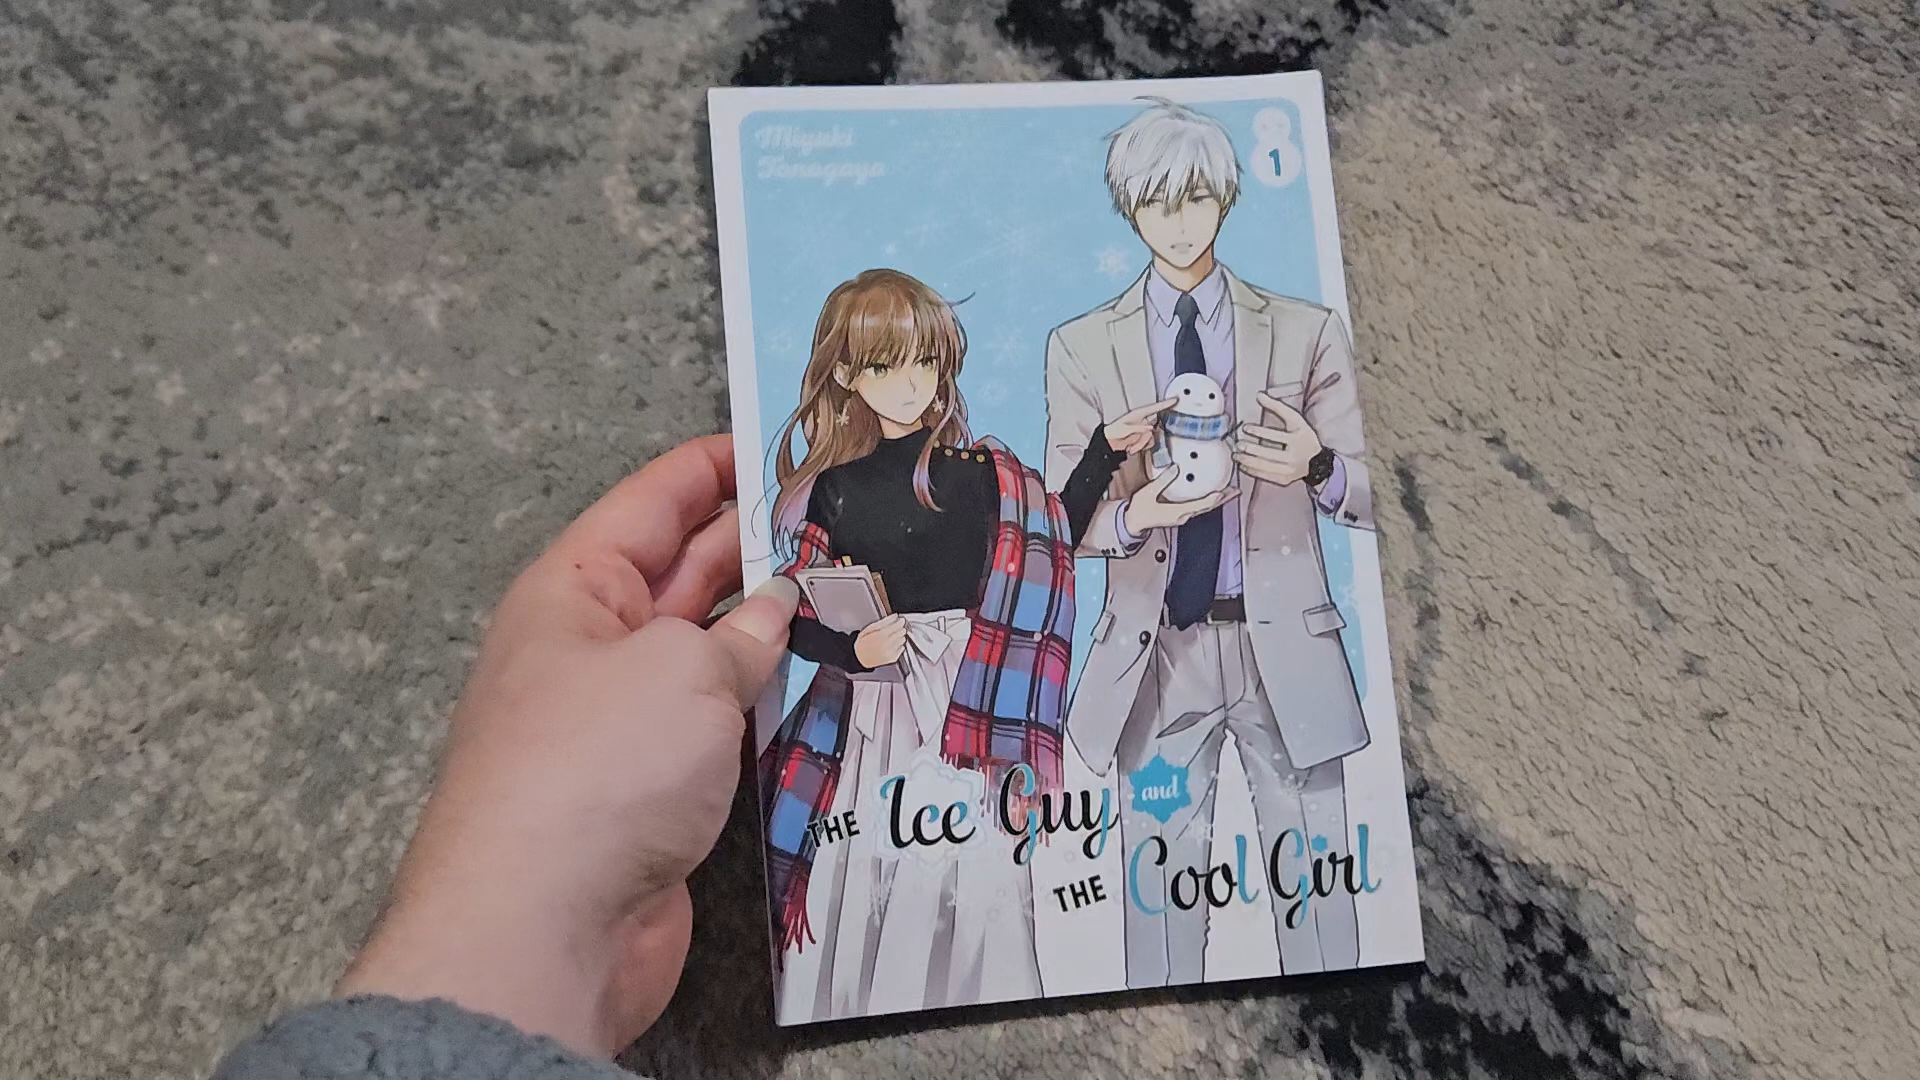 Miyuki
Tonogaya
1
THE Ice Guy and
THE Cool Girl